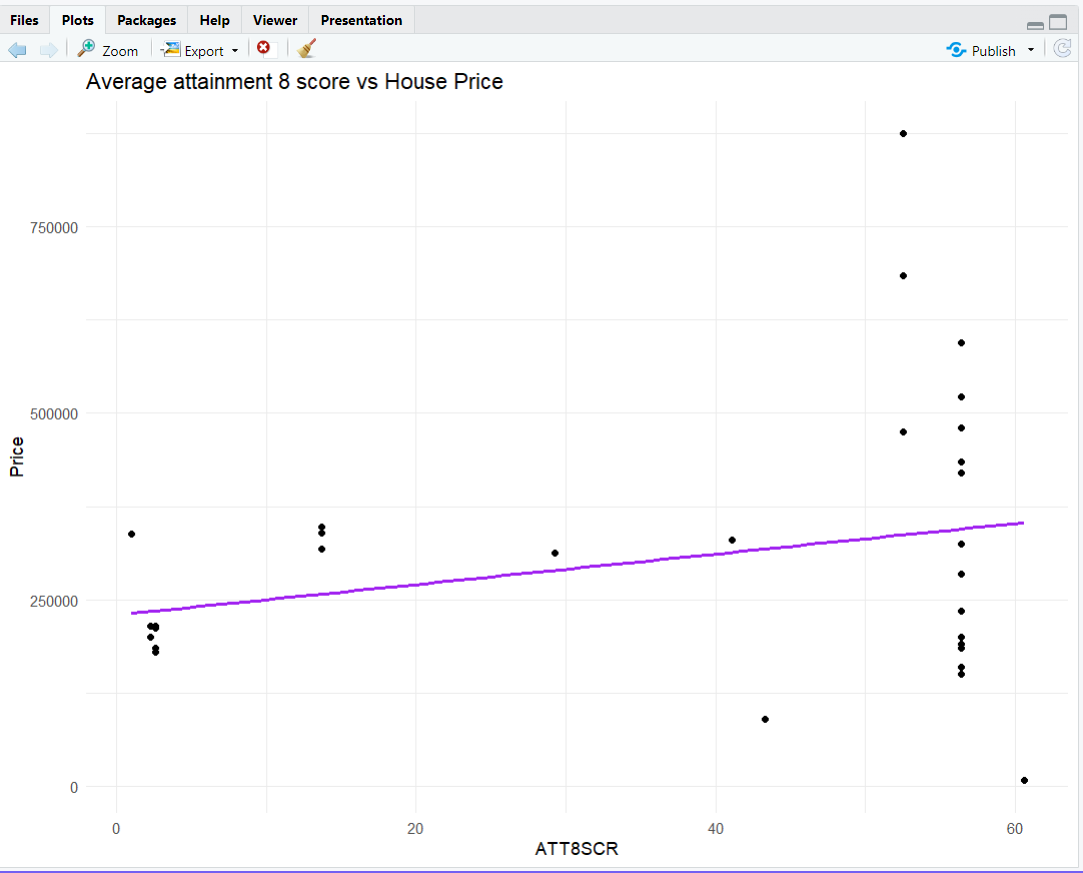 Files Plots Packages Help Viewer Presentation
Zoom Export Publish
Average attainment 8 score vs House Price
750000
500000
250000
0
Price
0 20 40 60
ATT8SCR